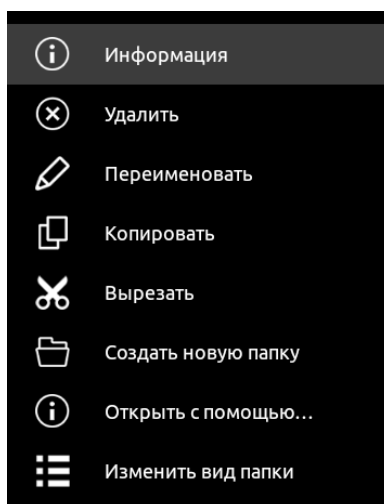 Информация
Удалить
Переименовать
Копировать
Вырезать
Создать новую папку
Открыть с помощью...
Изменить вид папки